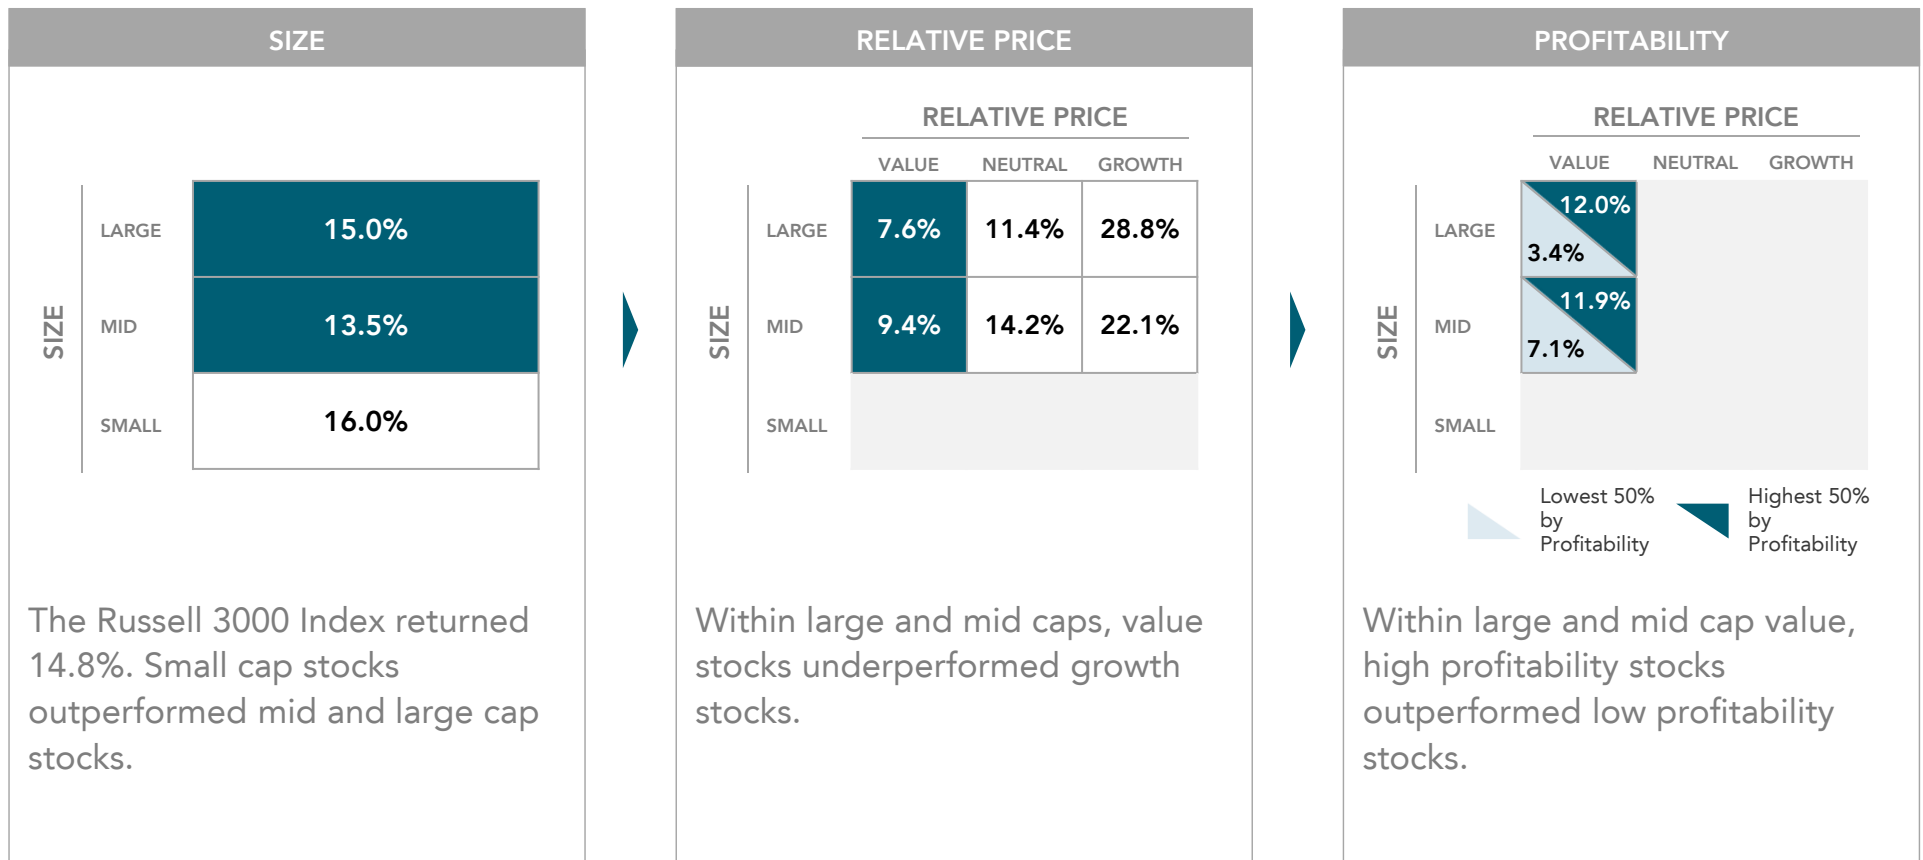 SIZE
SIZE
LARGE
15.0%
MID
13.5%
SMALL
16.0%
The Russell 3000 Index returned
14.8%. Small cap stocks
outperformed mid and large cap
stocks.
RELATIVE PRICE
RELATIVE PRICE
VALUE NEUTRAL GROWTH
SIZE
LARGE
7.6% 11.4% 28.8%
MID
9.4% 14.2% 22.1%
SMALL
Within large and mid caps, value
stocks underperformed growth
stocks.
PROFITABILITY
RELATIVE PRICE
VALUE NEUTRAL GROWTH
SIZE
LARGE
12.0%
3.4%
MID
11.9%
7.1%
SMALL
Lowest 50%
by
Profitability
Highest 50%
by
Profitability
Within large and mid cap value,
high profitability stocks
outperformed low profitability
stocks.